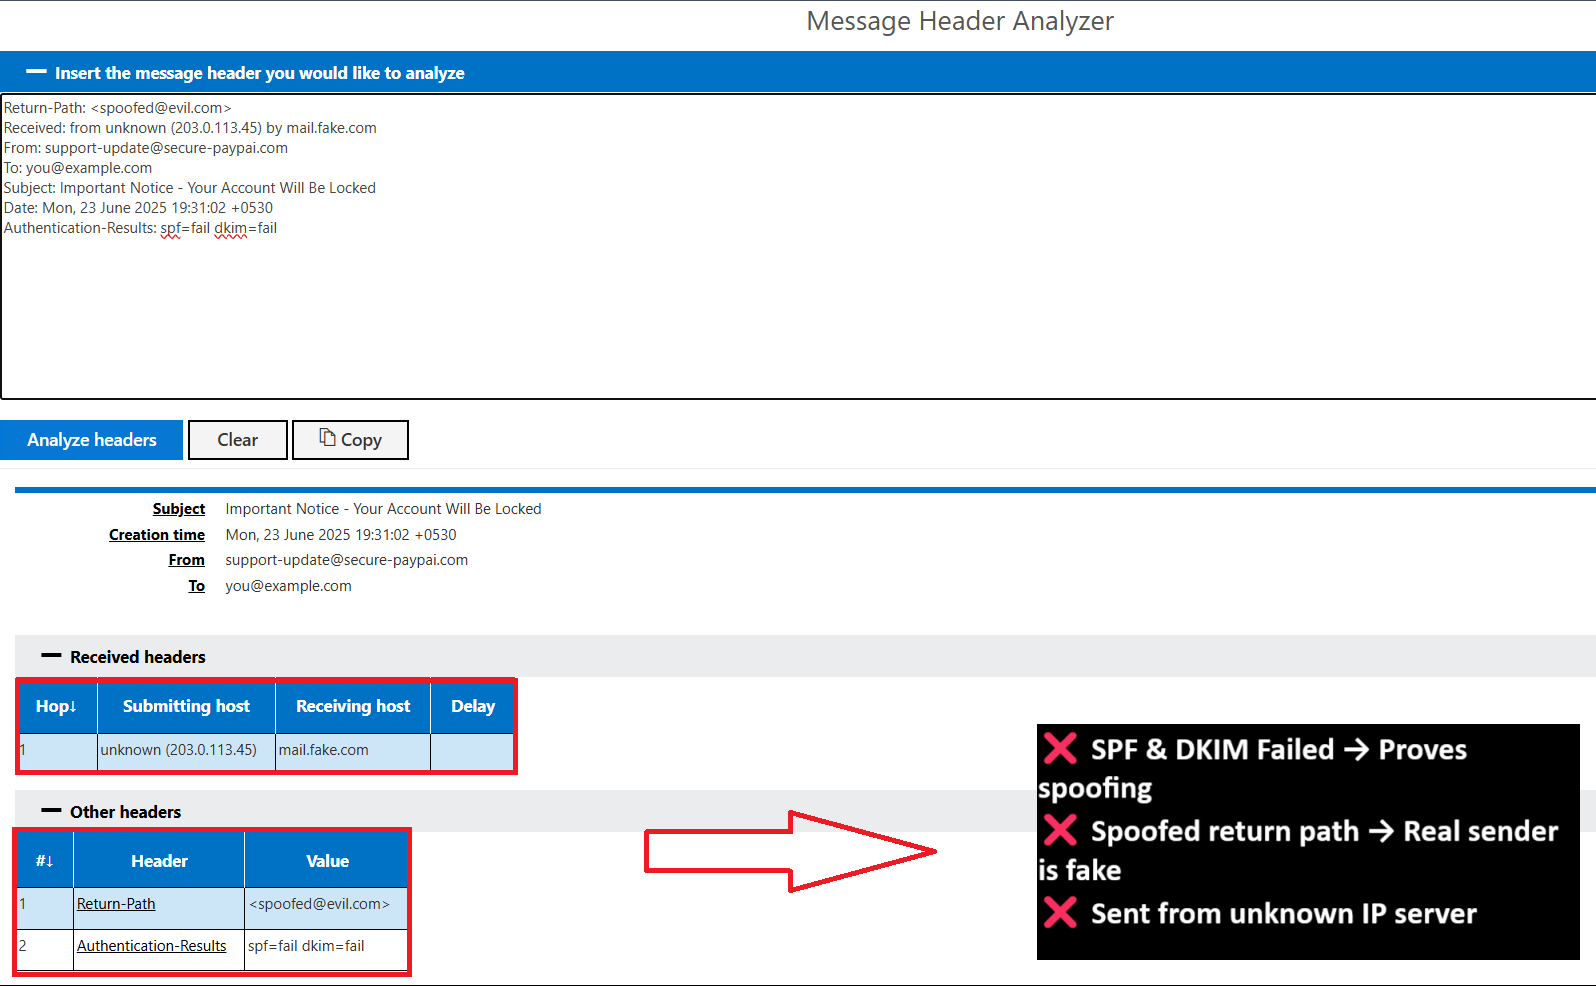 Message Header Analyzer
Insert the message header you would like to analyze
Return-Path: <spoofed@evil.com>
Received: from unknown (203.0.113.45) by mail.fake.com
From: support-update@secure-paypai.com
To: you@example.com
Subject: Important Notice - Your Account Will Be Locked
Date: Mon, 23 June 2025 19:31:02 +0530
Authentication-Results: spf=fail dkim=fail
Analyze headers Clear Copy
Subject Important Notice - Your Account Will Be Locked
Creation time Mon, 23 June 2025 19:31:02 +0530
From support-update@secure-paypai.com
To you@example.com
Received headers
Hop↓ Submitting host Receiving host Delay
1 unknown (203.0.113.45) mail.fake.com
Other headers
#↓ Header Value
1 Return-Path <spoofed@evil.com>
2 Authentication-Results spf=fail dkim=fail
❌ SPF & DKIM Failed → Proves
spoofing
❌ Spoofed return path → Real sender
is fake
❌ Sent from unknown IP server